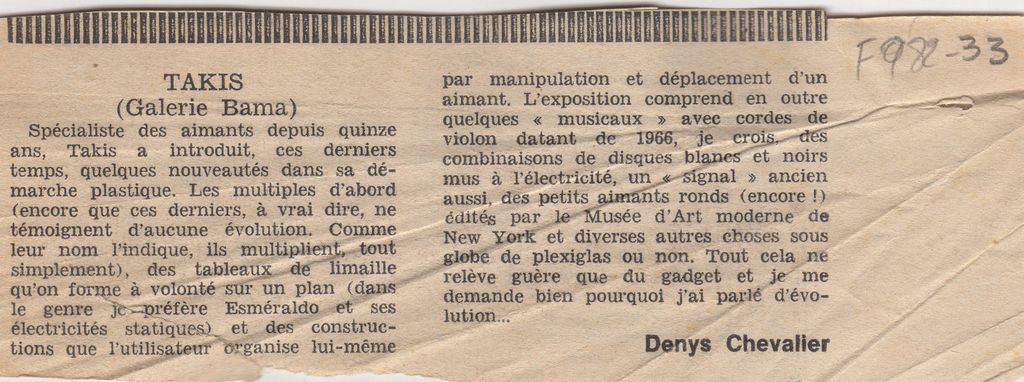 F982-33
TAKIS
(Galerie Bama)
Spécialiste des aimants depuis quinze
ans, Takis a introduit, ces derniers
temps, quelques nouveautés dans sa dé-
marche plastique. Les multiples d'abord
(encore que ces derniers, à vrai dire, ne
témoignent d'aucune évolution. Comme
leur nom l'indique, ils multiplient, tout
simplement), des tableaux de limaille
qu'on forme à volonté sur un plan (dans
le genre je préfère Esméraldo et ses
électricités statiques) et des construc-
tions que l'utilisateur organise lui-même
par manipulation et déplacement d'un
aimant. L'exposition comprend en outre
quelques « musicaux » avec cordes de
violon datant de 1966, je crois, des
combinaisons de disques blancs et noirs
mus à l'électricité, un « signal » ancien
aussi, des petits aimants ronds (encore !)
édités par le Musée d'Art moderne de
New York et diverses autres choses sous
globe de plexiglas ou non. Tout cela ne
relève guère que du gadget et je me
demande bien pourquoi j'ai parlé d'évo-
lution...
Denys Chevalier